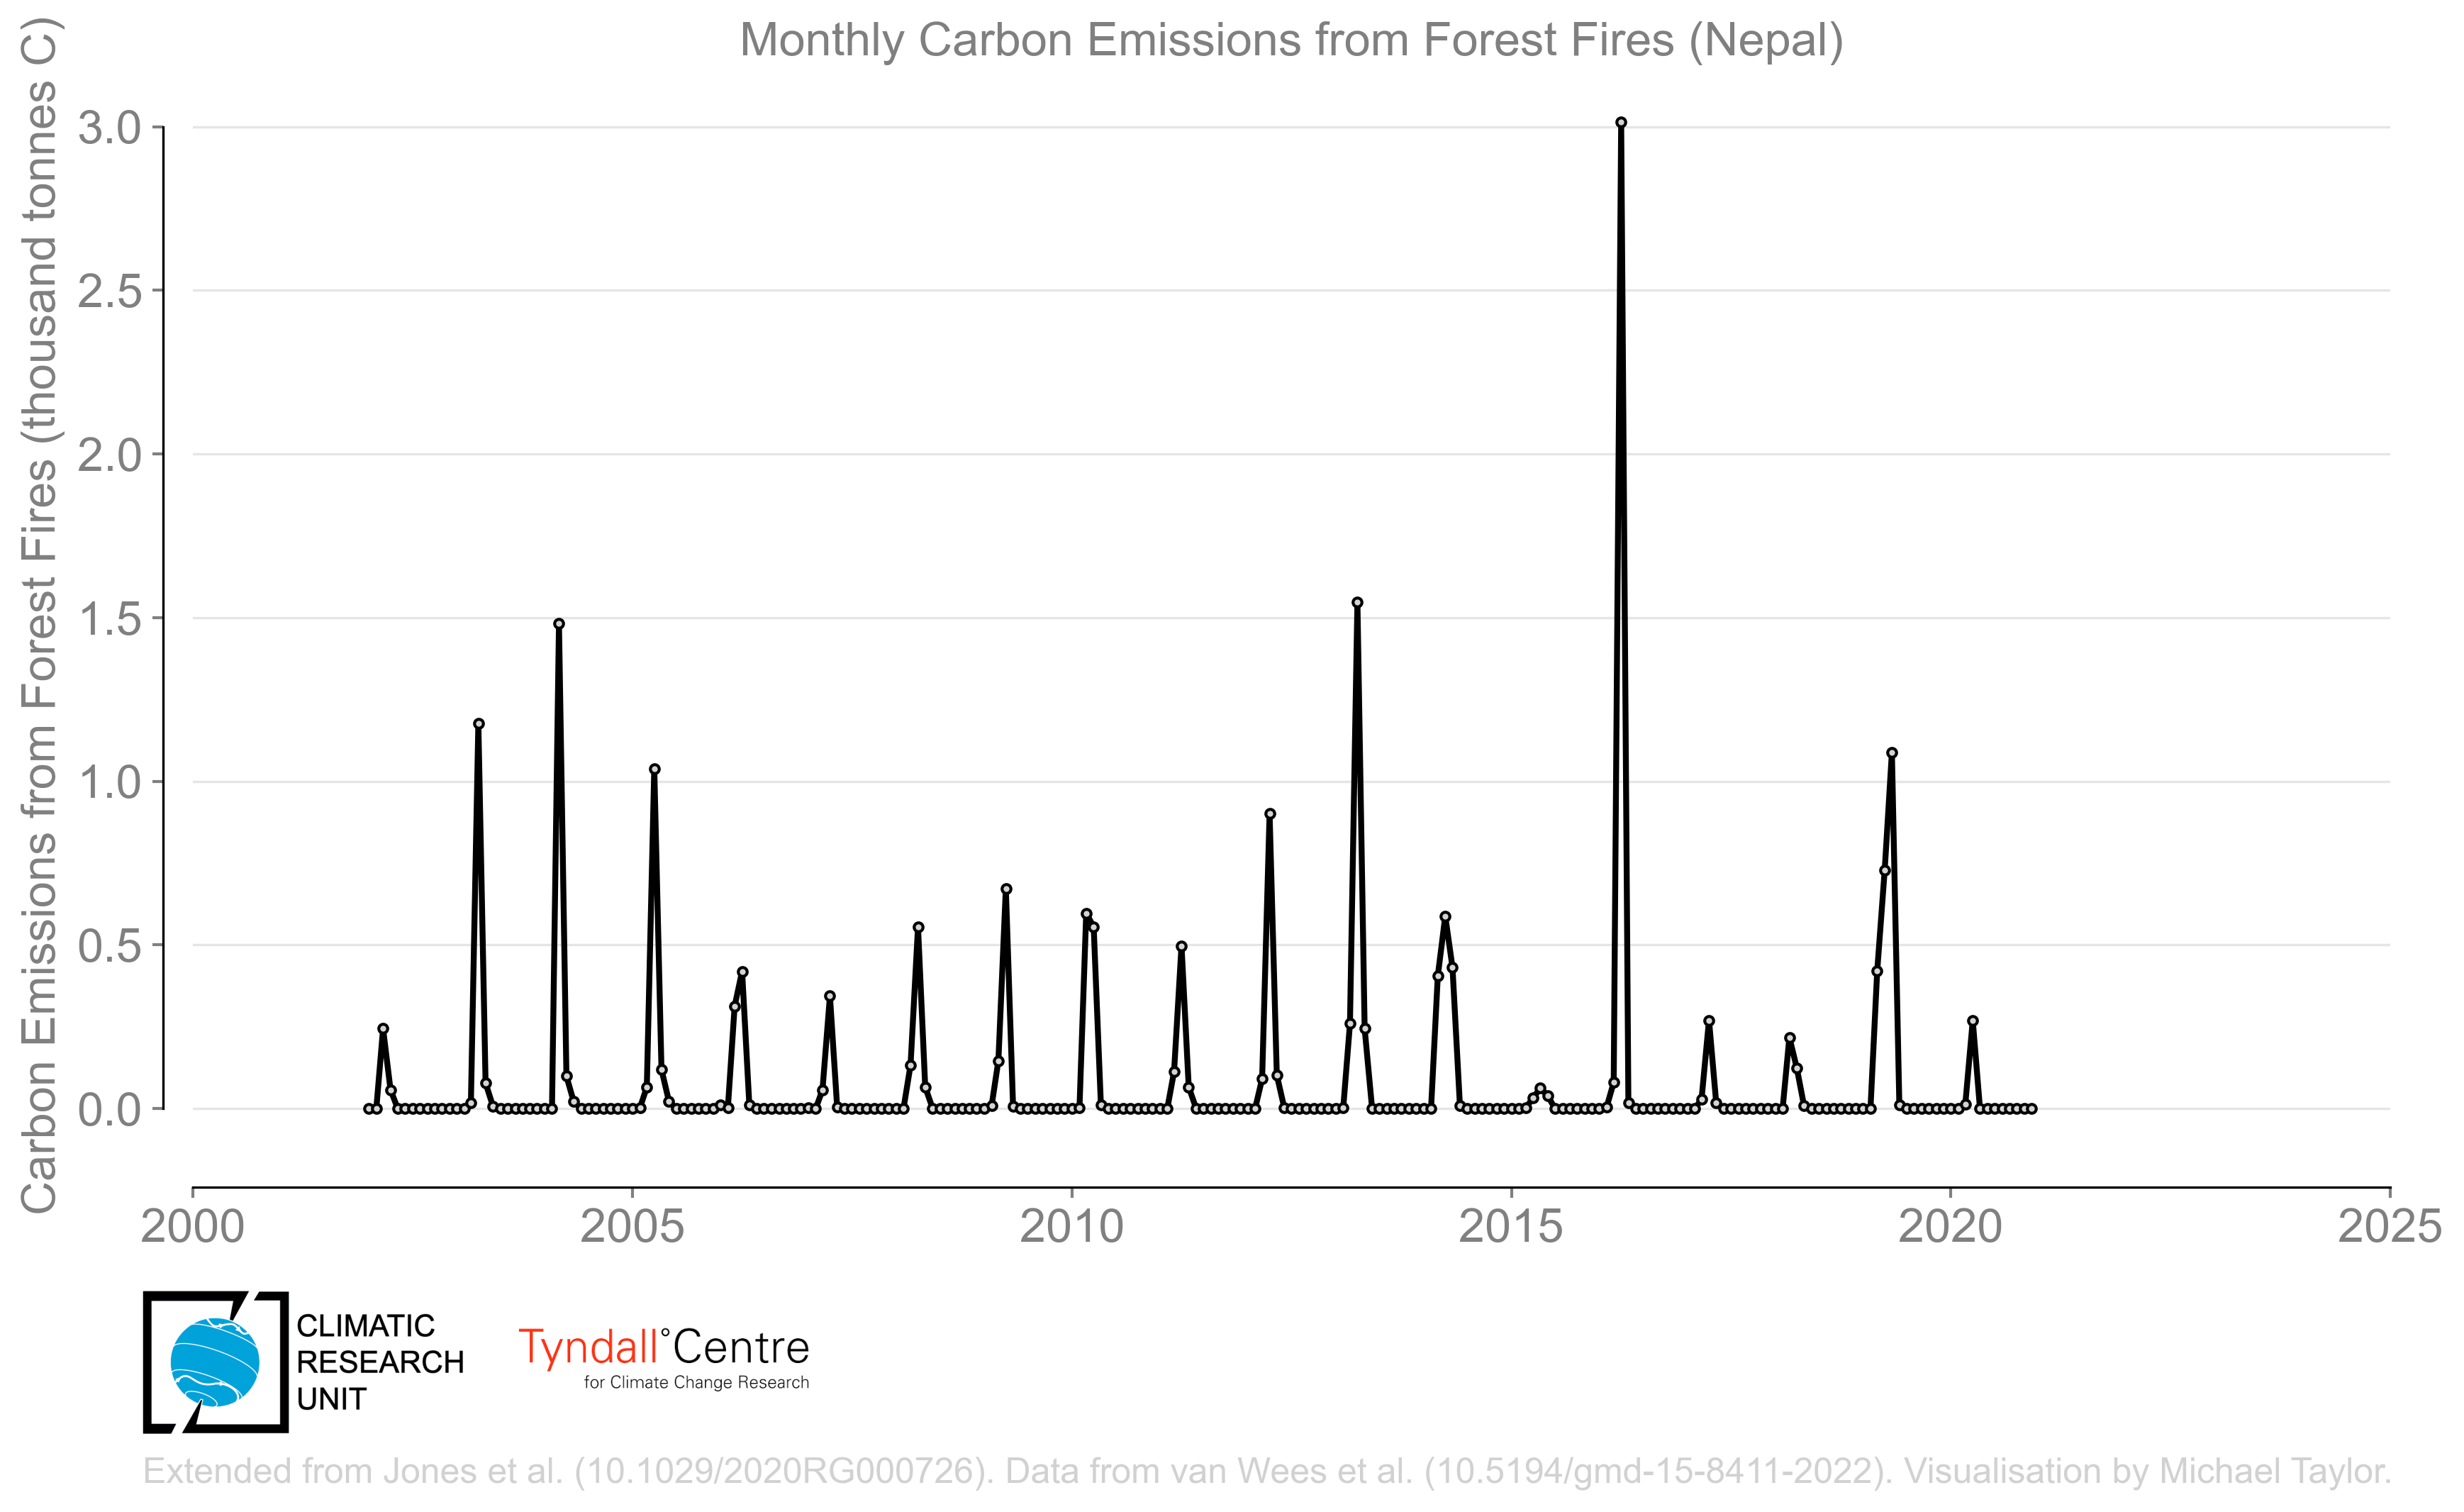 Monthly Carbon Emissions from Forest Fires (Nepal)
Carbon Emissions from Forest Fires (thousand tonnes C)
3.0
2.5
2.0
1.5
1.0
0.5
0.0
2000
2005
2010
2015
2020
2025
CLIMATIC
RESEARCH
UNIT
Tyndall°Centre
for Climate Change Research
Extended from Jones et al. (10.1029/2020RG000726). Data from van Wees et al. (10.5194/gmd-15-8411-2022). Visualisation by Michael Taylor.